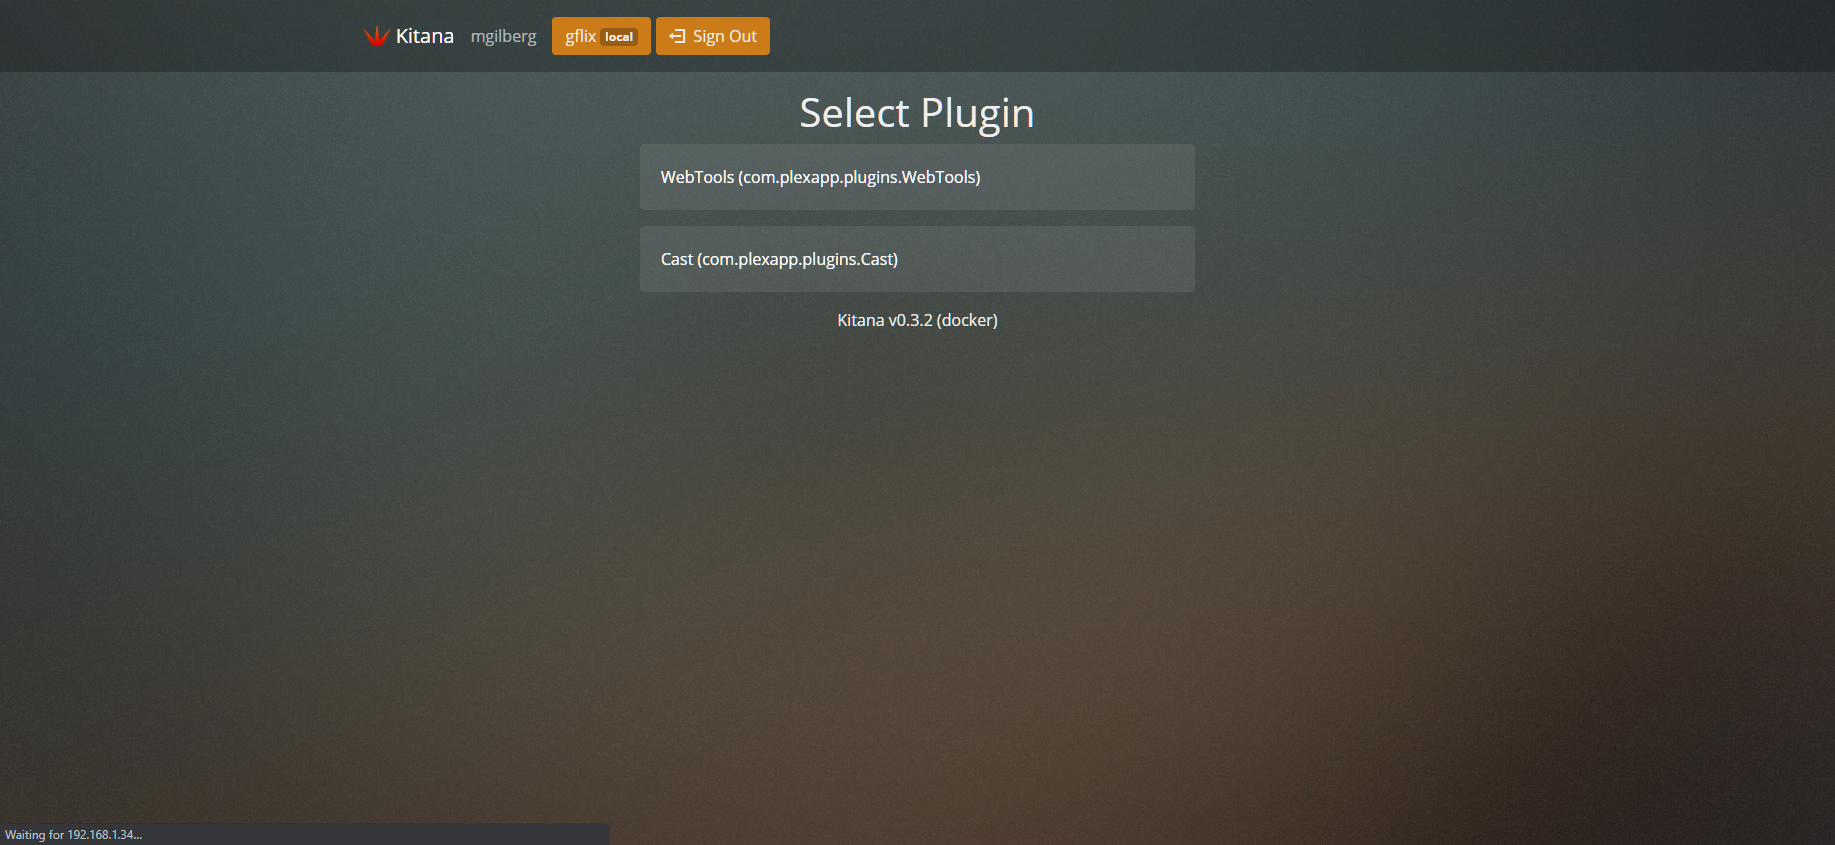 Kitana mgilberg gflix local Sign Out
Select Plugin
WebTools (com.plexapp.plugins.WebTools)
Cast (com.plexapp.plugins.Cast)
Kitana v0.3.2 (docker)
Waiting for 192.168.1.34...